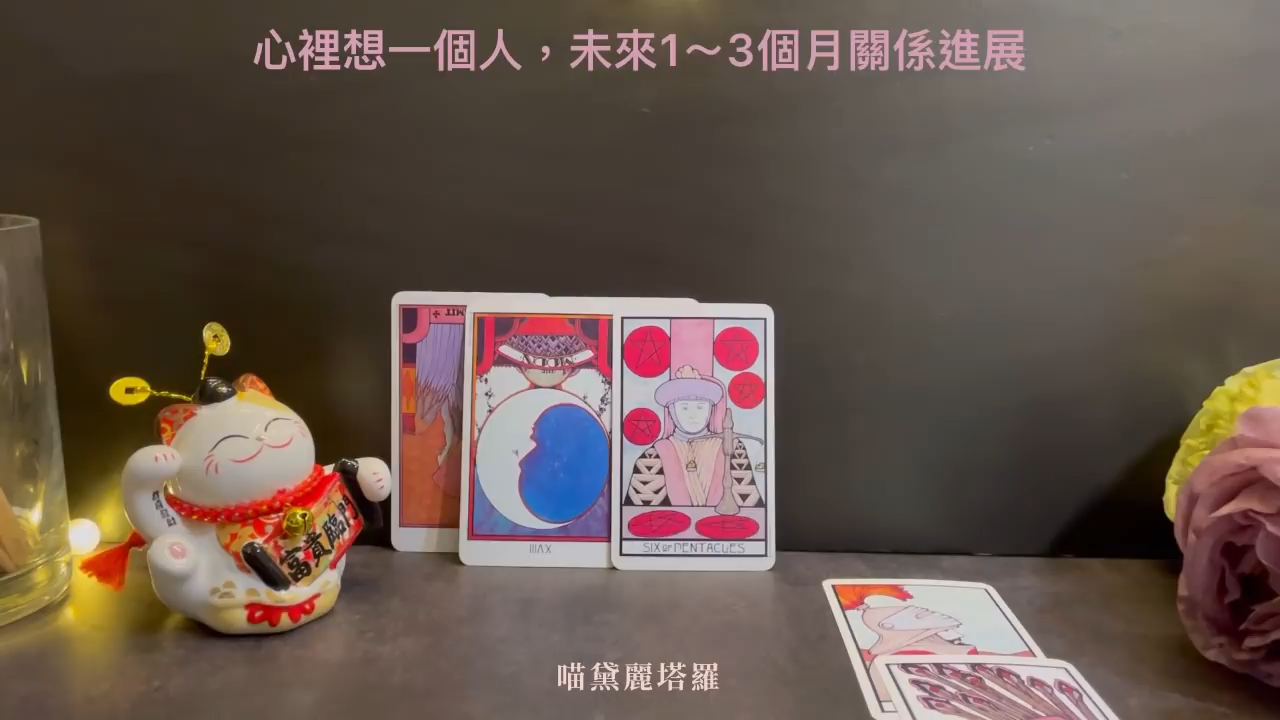 心裡想一個人，未來1～3個月關係進展
MIT
XVIII
SIX OF PENTACLES
富貴臨門
喵黛麗塔羅